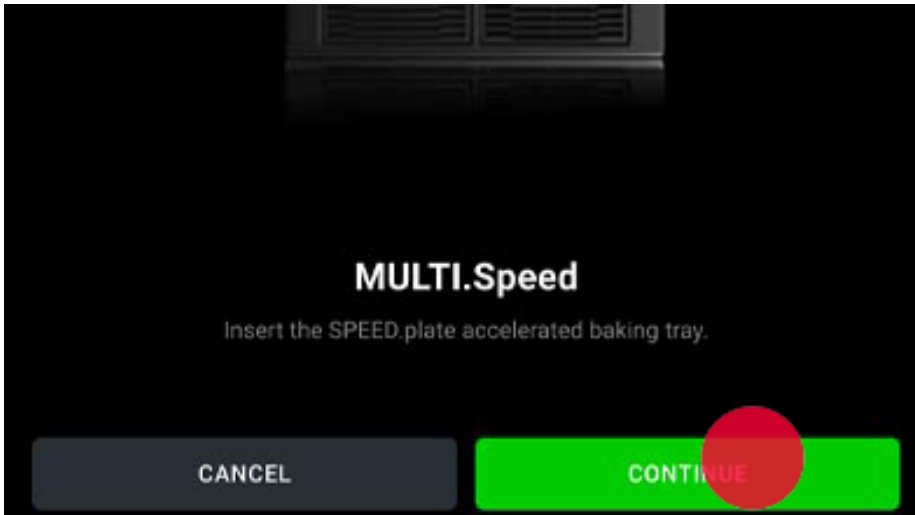 MULTI.Speed
Insert the SPEED.plate accelerated baking tray.
CANCEL
CONTINUE